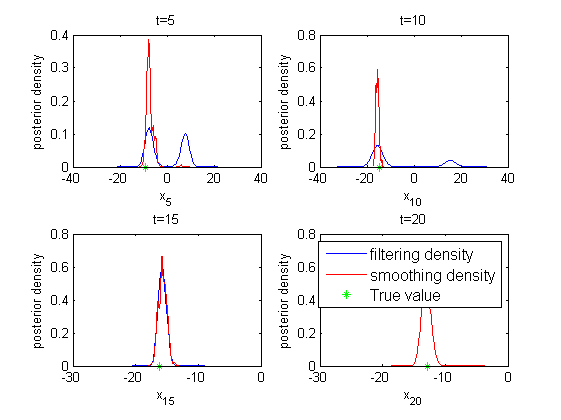 t=5
0.4
0.3
0.2
0.1
0
-40
-20
0
20
40
posterior density
x5
t=10
0.8
0.6
0.4
0.2
0
-40
-20
0
20
40
posterior density
x10
t=15
0.8
0.6
0.4
0.2
0
-30
-20
-10
0
posterior density
x15
t=20
0.8
0.6
0.4
0.2
0
-30
-20
-10
0
posterior density
x20
filtering density
smoothing density
True value